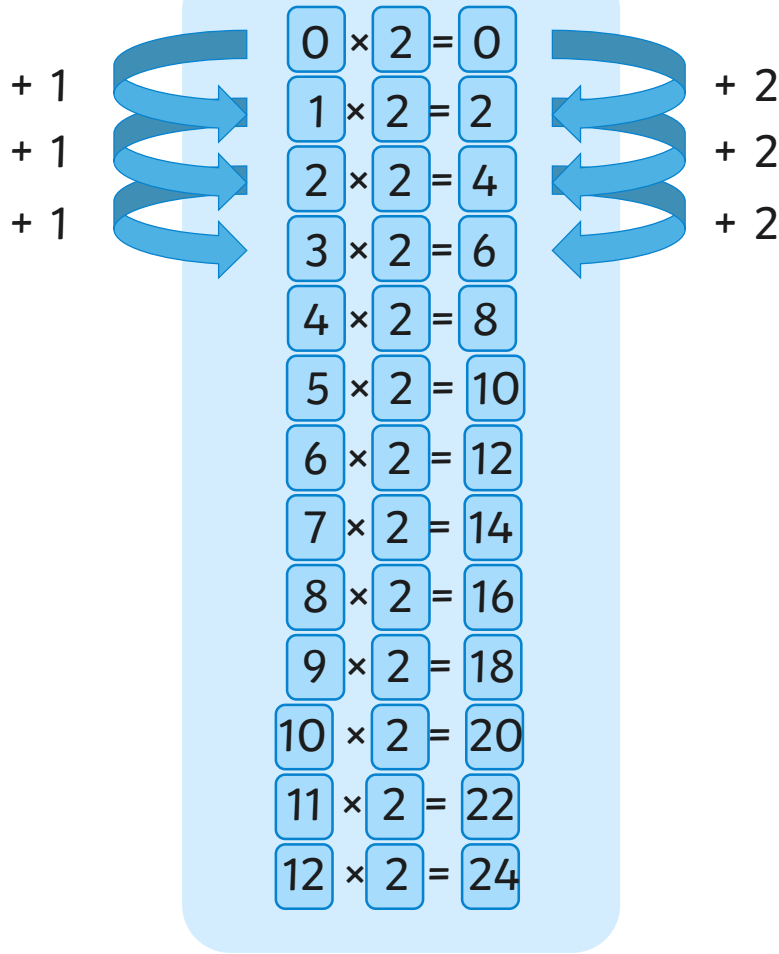 0 × 2 = 0
+ 1 + 2
1 × 2 = 2
+ 1 + 2
2 × 2 = 4
+ 1 + 2
3 × 2 = 6
4 × 2 = 8
5 × 2 = 10
6 × 2 = 12
7 × 2 = 14
8 × 2 = 16
9 × 2 = 18
10 × 2 = 20
11 × 2 = 22
12 × 2 = 24